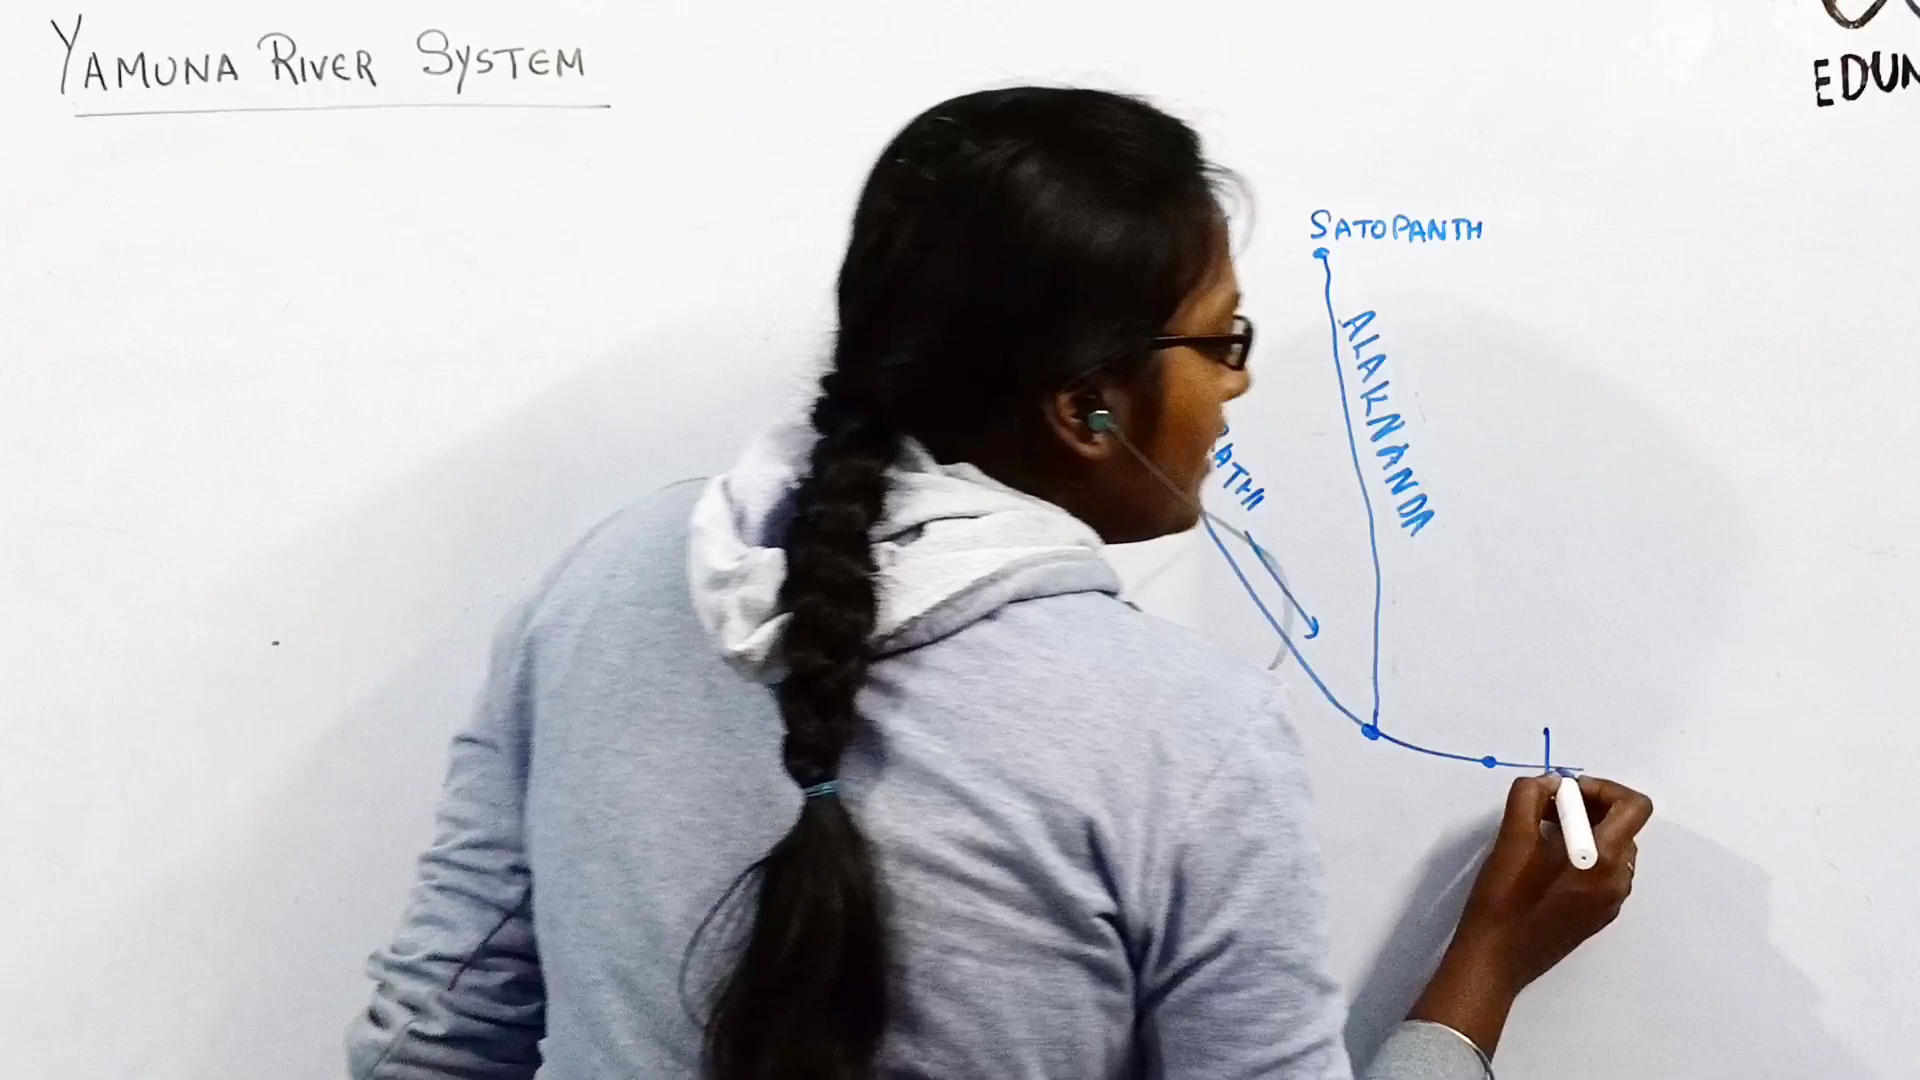 YAMUNA RIVER SYSTEM
EDUN
SATOPANTH
ALAKNANDA
ATHI